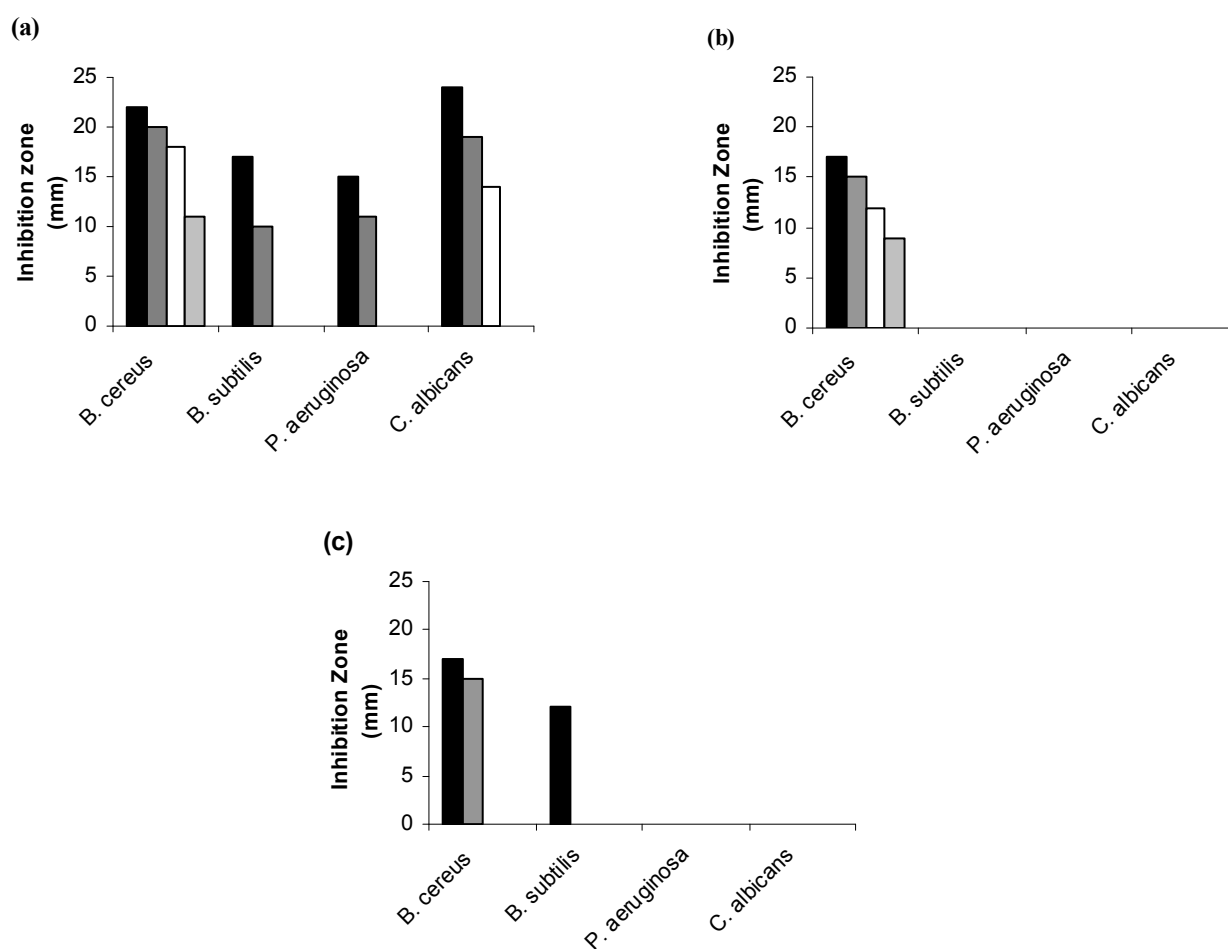 (a)
Inhibition zone
(mm)
25
20
15
10
5
0
B. cereus
B. subtilis
P. aeruginosa
C. albicans
(b)
Inhibition Zone
(mm)
25
20
15
10
5
0
B. cereus
B. subtilis
P. aeruginosa
C. albicans
(c)
Inhibition Zone
(mm)
25
20
15
10
5
0
B. cereus
B. subtilis
P. aeruginosa
C. albicans